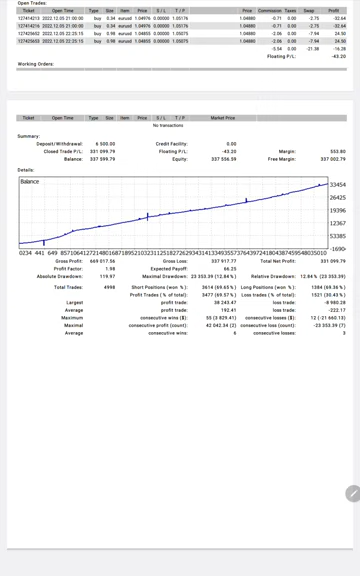 Open Trades:
Ticket Open Time Type Size Item Price S / L T / P Price Commission Taxes Swap Profit
127414213 2022.12.05 21:00:00 buy 0.34 eurusd 1.04976 0.00000 1.05176 1.04880 -0.71 0.00 -2.75 -32.64
127414216 2022.12.05 21:00:00 buy 0.34 eurusd 1.04976 0.00000 1.05176 1.04880 -0.71 0.00 -2.75 -32.64
127425652 2022.12.05 22:25:15 buy 0.98 eurusd 1.04855 0.00000 1.05075 1.04880 -2.06 0.00 -7.94 24.50
127425653 2022.12.05 22:25:15 buy 0.98 eurusd 1.04855 0.00000 1.05075 1.04880 -2.06 0.00 -7.94 24.50
-5.54 0.00 -21.38 -16.28
Floating P/L: -43.20
Working Orders:
Ticket Open Time Type Size Item Price S / L T / P Market Price
No transactions
Summary:
Deposit/Withdrawal: 6 500.00 Credit Facility: 0.00
Closed Trade P/L: 331 099.79 Floating P/L: -43.20 Margin: 553.80
Balance: 337 599.79 Equity: 337 556.59 Free Margin: 337 002.79
Details:
Balance
33454
26425
19396
12367
53385
-1690
Gross Profit: 669 017.56 Gross Loss: 337 917.77 Total Net Profit: 331 099.79
Profit Factor: 1.98 Expected Payoff: 66.25
Absolute Drawdown: 119.97 Maximal Drawdown: 23 353.39 (12.84%) Relative Drawdown: 12.84% (23 353.39)
Total Trades: 4998 Short Positions (won %): 3614 (69.65%) Long Positions (won %): 1384 (69.36%)
Profit Trades (% of total): 3477 (69.57%) Loss trades (% of total): 1521 (30.43%)
Largest profit trade: 38 243.47 loss trade: -8 980.28
Average profit trade: 192.41 loss trade: -222.17
Maximum consecutive wins ($): 55 (3 829.41) consecutive losses ($): 12 (-21 660.13)
Maximal consecutive profit (count): 42 042.34 (2) consecutive loss (count): -23 353.39 (7)
Average consecutive wins: 6 consecutive losses: 3